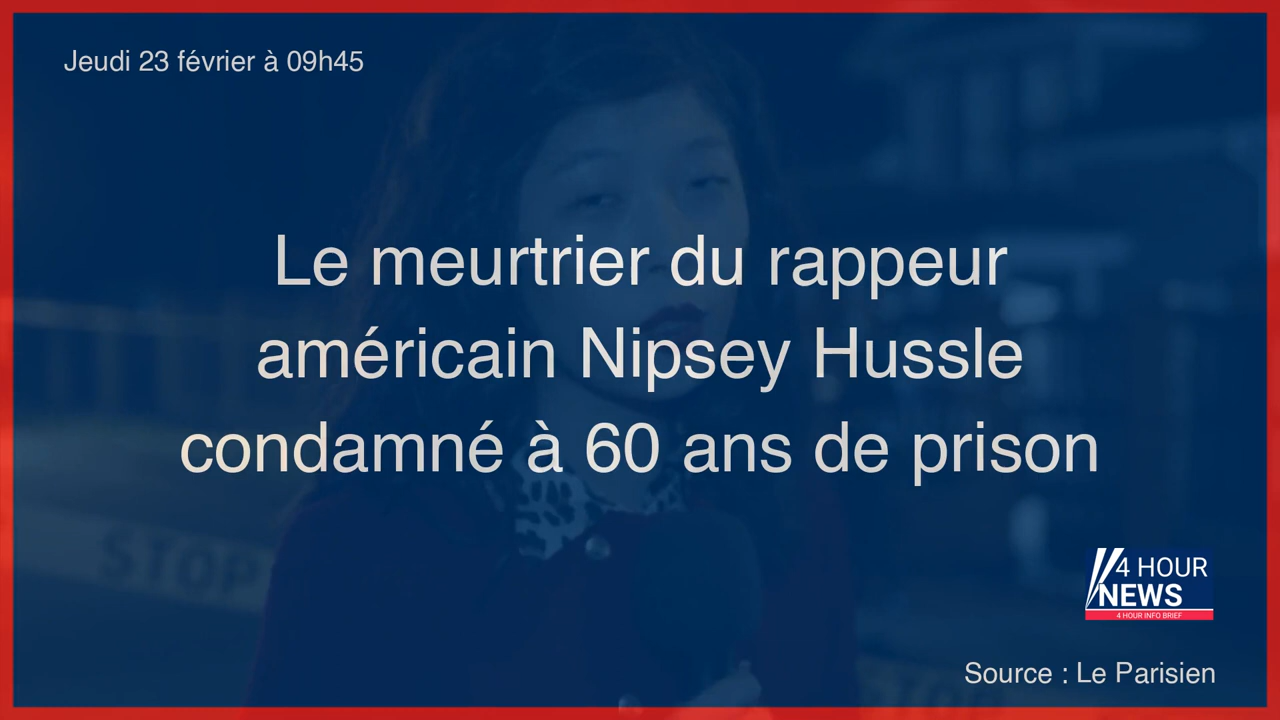 Jeudi 23 février à 09h45
Le meurtrier du rappeur
américain Nipsey Hussle
condamné à 60 ans de prison
STOP
4 HOUR
NEWS
4 HOUR INFO BRIEF
Source : Le Parisien